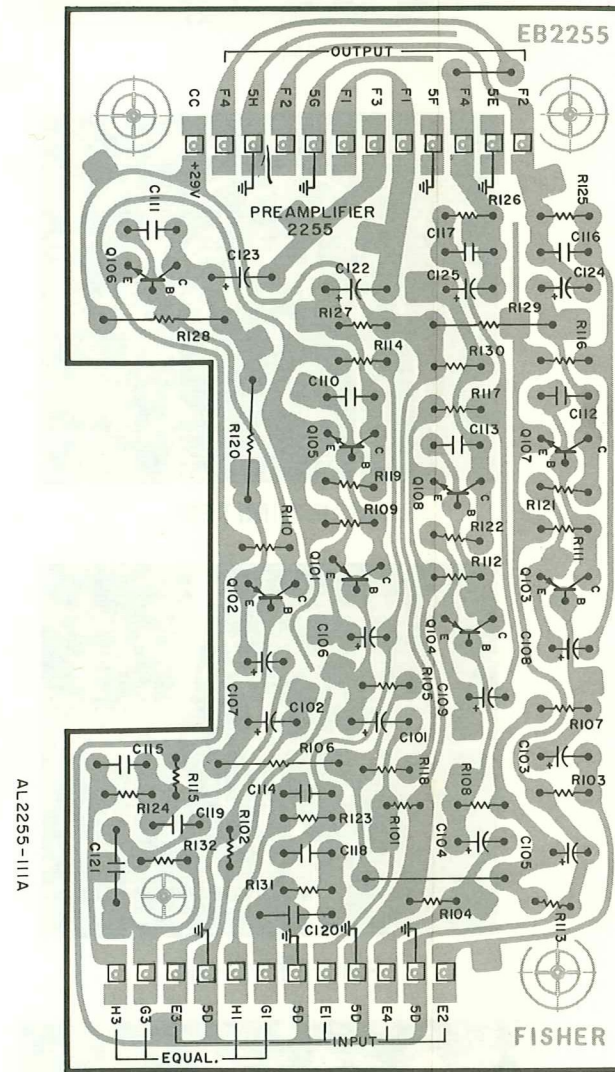 EB2255
OUTPUT
CC
F4
5H
F2
5G
F1
F3
F1
5F
F4
5E
F2
+29V
PREAMPLIFIER
2255
R126
R125
C111
C117
C116
Q106
E
B
C
C123
+
C122
+
C125
+
C124
+
R128
R127
R129
R114
R116
R130
C110
R117
C112
R120
Q105
E
B
C
C113
Q107
E
B
C
R119
Q108
E
B
C
R121
R109
R110
R122
R111
Q102
E
B
C
Q101
E
B
C
R112
Q103
E
B
C
C106
+
Q104
E
B
C
C108
+
C107
+
R105
C109
+
C102
+
C101
+
R107
C115
R106
R118
C103
+
R115
C114
R108
R103
R124
C119
R102
R123
R101
C104
+
C105
+
R132
C118
C121
R131
R104
R113
C120
H3
G3
E3
5D
H1
G1
5D
E1
5D
E4
5D
E2
EQUAL.
INPUT
FISHER
AL2255-111A